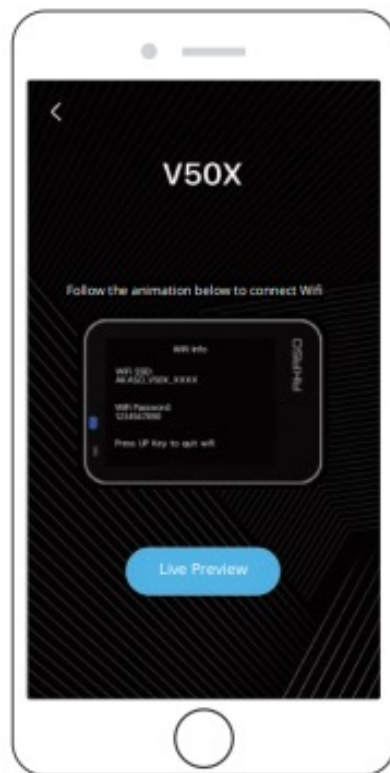 V50X
Follow the animation below to connect Wifi
AKASO
WiFi info
WiFi SSID:
AKASO_V50X_XXXX
WiFi Password:
1234567890
Press UP Key to quit wifi
Live Preview